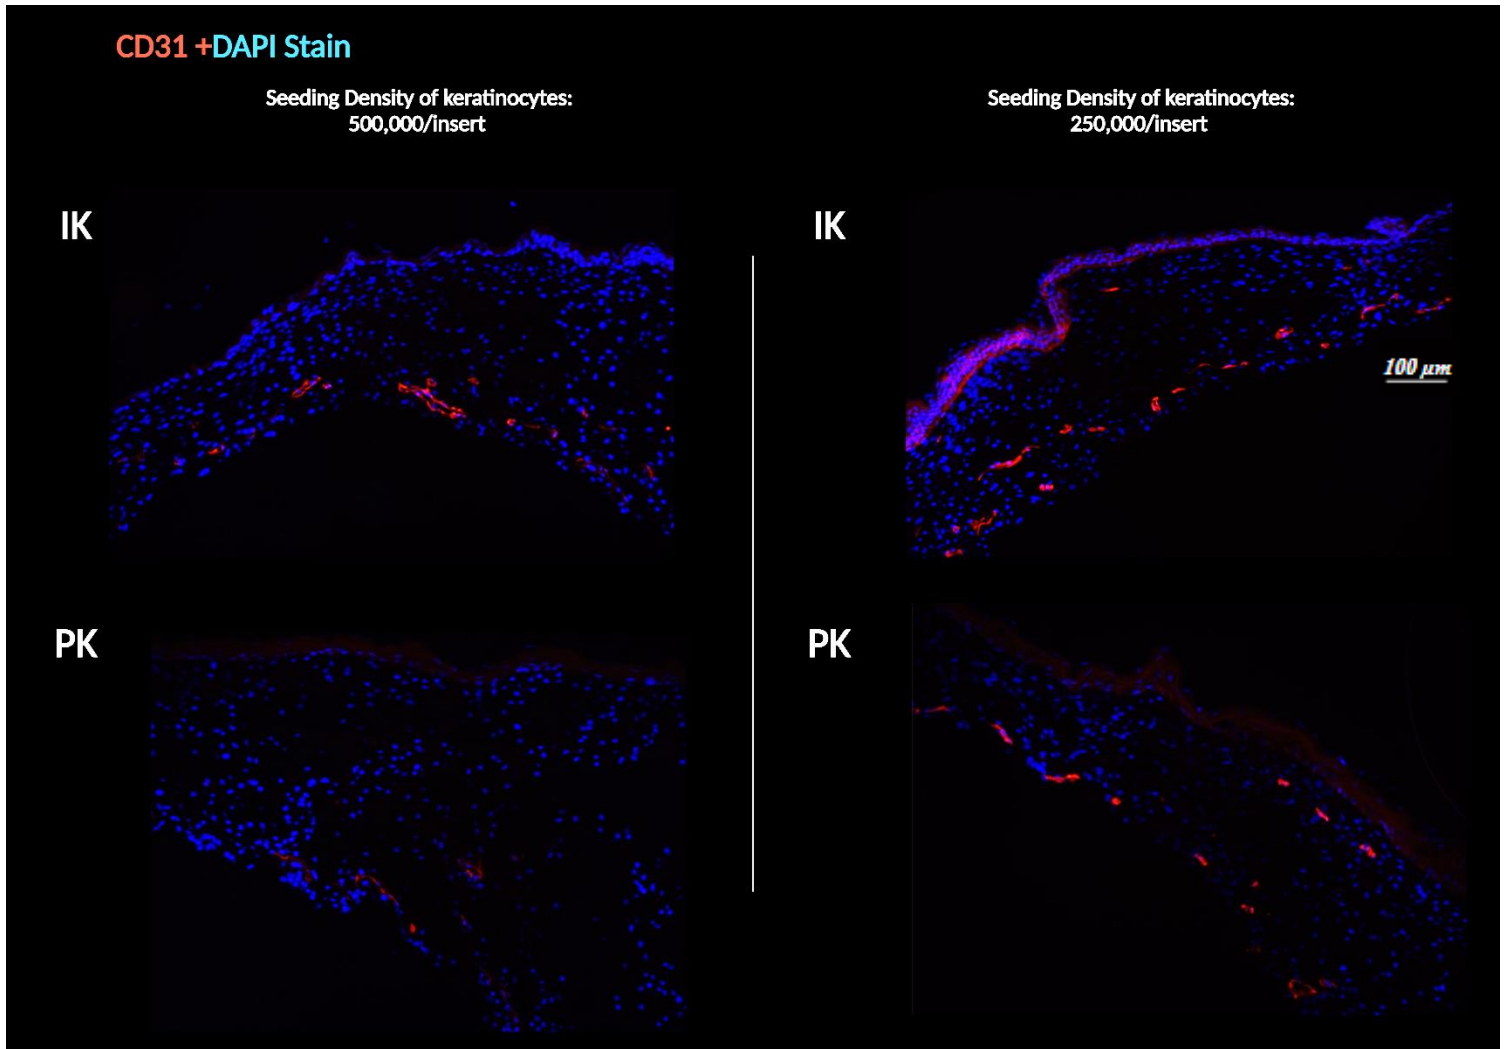 CD31 +DAPI Stain
Seeding Density of keratinocytes:
500,000/insert
Seeding Density of keratinocytes:
250,000/insert
IK
IK
100 µm
PK
PK